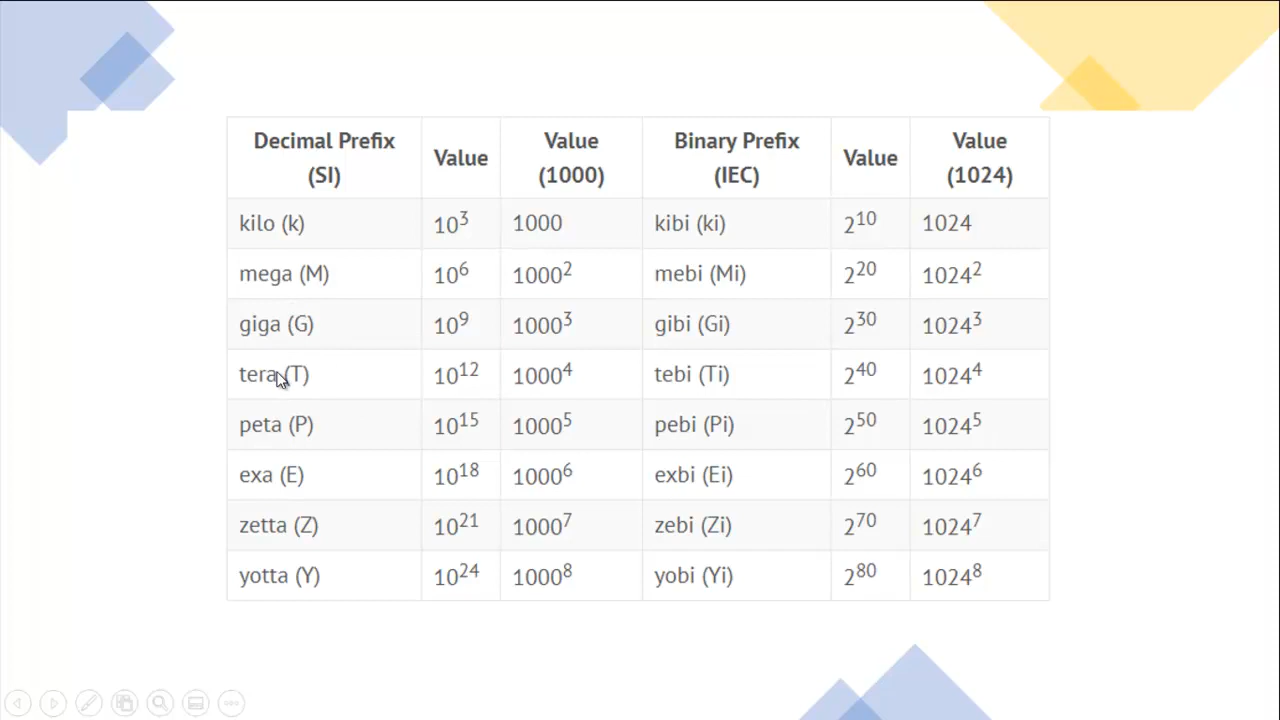 Decimal Prefix (SI) Value Value (1000) Binary Prefix (IEC) Value Value (1024)
kilo (k) 10³ 1000 kibi (ki) 2¹⁰ 1024
mega (M) 10⁶ 1000² mebi (Mi) 2²⁰ 1024²
giga (G) 10⁹ 1000³ gibi (Gi) 2³⁰ 1024³
tera (T) 10¹² 1000⁴ tebi (Ti) 2⁴⁰ 1024⁴
peta (P) 10¹⁵ 1000⁵ pebi (Pi) 2⁵⁰ 1024⁵
exa (E) 10¹⁸ 1000⁶ exbi (Ei) 2⁶⁰ 1024⁶
zetta (Z) 10²¹ 1000⁷ zebi (Zi) 2⁷⁰ 1024⁷
yotta (Y) 10²⁴ 1000⁸ yobi (Yi) 2⁸⁰ 1024⁸